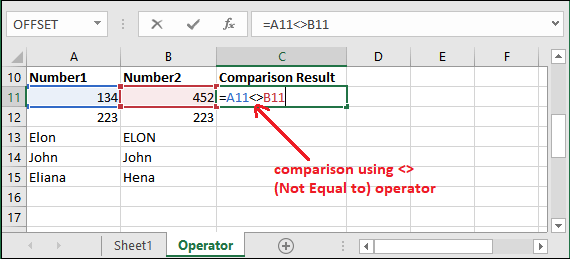 OFFSET =A11<>B11
A B C D E F
10 Number1 Number2 Comparison Result
11 134 452 =A11<>B11
12 223 223
13 Elon ELON
14 John John
15 Eliana Hena
16
17
comparison using <>
(Not Equal to) operator
Sheet1 Operator